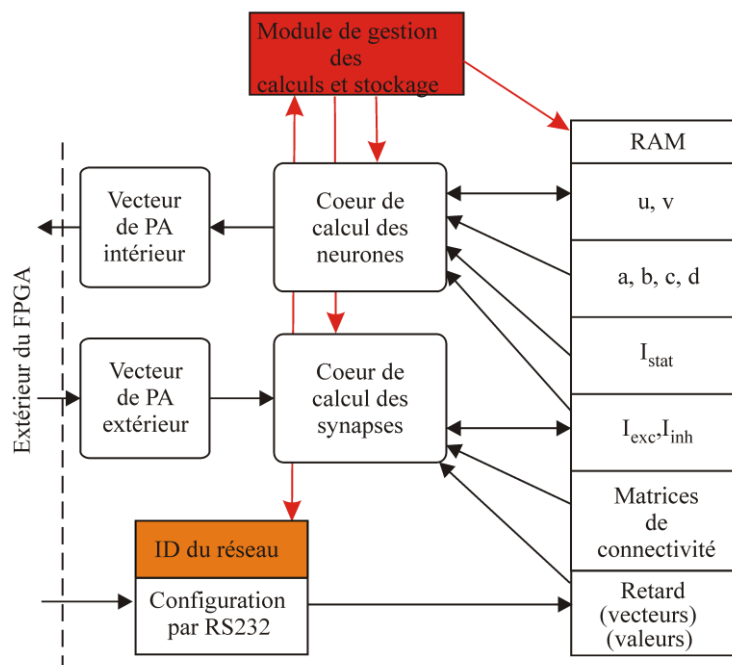 Module de gestion
des
calculs et stockage
RAM
Vecteur
de PA
intérieur
Coeur de
calcul des
neurones
u, v
a, b, c, d
Extérieur du FPGA
Vecteur
de PA
extérieur
Coeur de
calcul des
synapses
Istat
Iexc,Iinh
Matrices
de
connectivité
ID du réseau
Configuration
par RS232
Retard
(vecteurs)
(valeurs)